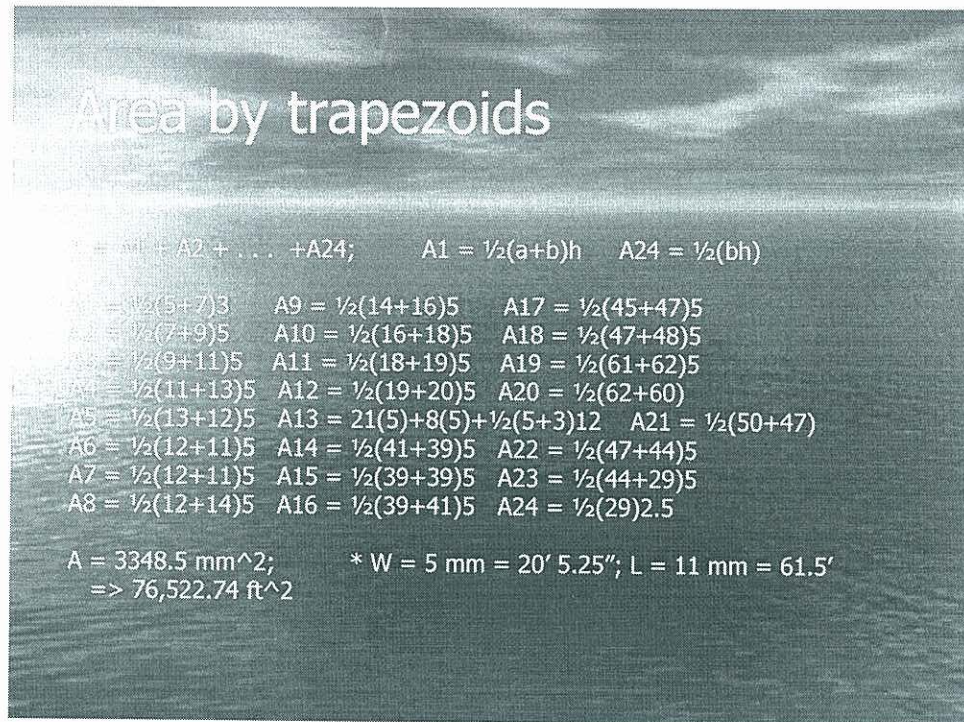 Area by trapezoids
A1 + A2 + . . . +A24; A1 = ½(a+b)h A24 = ½(bh)
= ½(5+7)3 A9 = ½(14+16)5 A17 = ½(45+47)5
A2 = ½(7+9)5 A10 = ½(16+18)5 A18 = ½(47+48)5
A3 = ½(9+11)5 A11 = ½(18+19)5 A19 = ½(61+62)5
A4 = ½(11+13)5 A12 = ½(19+20)5 A20 = ½(62+60)
A5 = ½(13+12)5 A13 = 21(5)+8(5)+½(5+3)12 A21 = ½(50+47)
A6 = ½(12+11)5 A14 = ½(41+39)5 A22 = ½(47+44)5
A7 = ½(12+11)5 A15 = ½(39+39)5 A23 = ½(44+29)5
A8 = ½(12+14)5 A16 = ½(39+41)5 A24 = ½(29)2.5
A = 3348.5 mm^2; * W = 5 mm = 20′ 5.25″; L = 11 mm = 61.5′
=> 76,522.74 ft^2